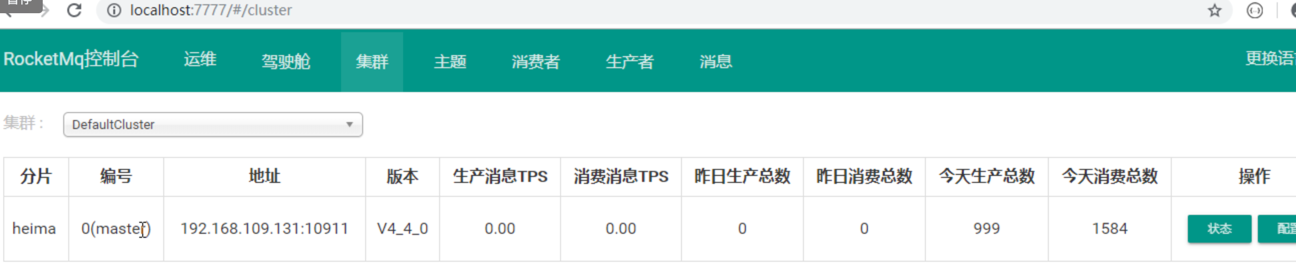 暂停
localhost:7777/#/cluster
RocketMq控制台 运维 驾驶舱 集群 主题 消费者 生产者 消息 更换语
集群: DefaultCluster
分片 编号 地址 版本 生产消息TPS 消费消息TPS 昨日生产总数 昨日消费总数 今天生产总数 今天消费总数 操作
heima 0(master) 192.168.109.131:10911 V4_4_0 0.00 0.00 0 0 999 1584 状态 配